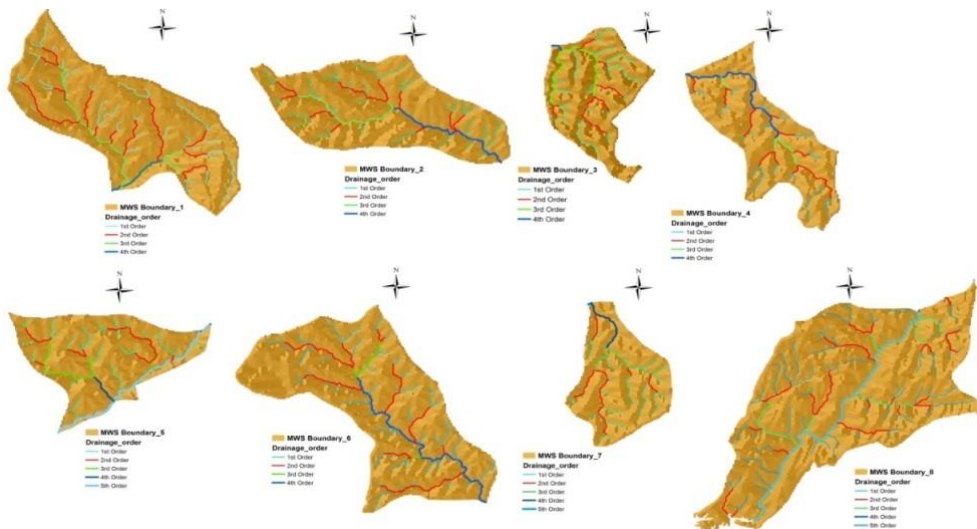 N
MWS Boundary_1
Drainage_order
1st Order
2nd Order
3rd Order
4th Order
N
MWS Boundary_2
Drainage_order
1st Order
2nd Order
3rd Order
4th Order
N
MWS Boundary_3
Drainage_order
1st Order
2nd Order
3rd Order
4th Order
N
MWS Boundary_4
Drainage_order
1st Order
2nd Order
3rd Order
4th Order
N
MWS Boundary_5
Drainage_order
1st Order
2nd Order
3rd Order
4th Order
5th Order
N
MWS Boundary_6
Drainage_order
1st Order
2nd Order
3rd Order
4th Order
N
MWS Boundary_7
Drainage_order
1st Order
2nd Order
3rd Order
4th Order
5th Order
N
MWS Boundary_8
Drainage_order
1st Order
2nd Order
3rd Order
4th Order
5th Order